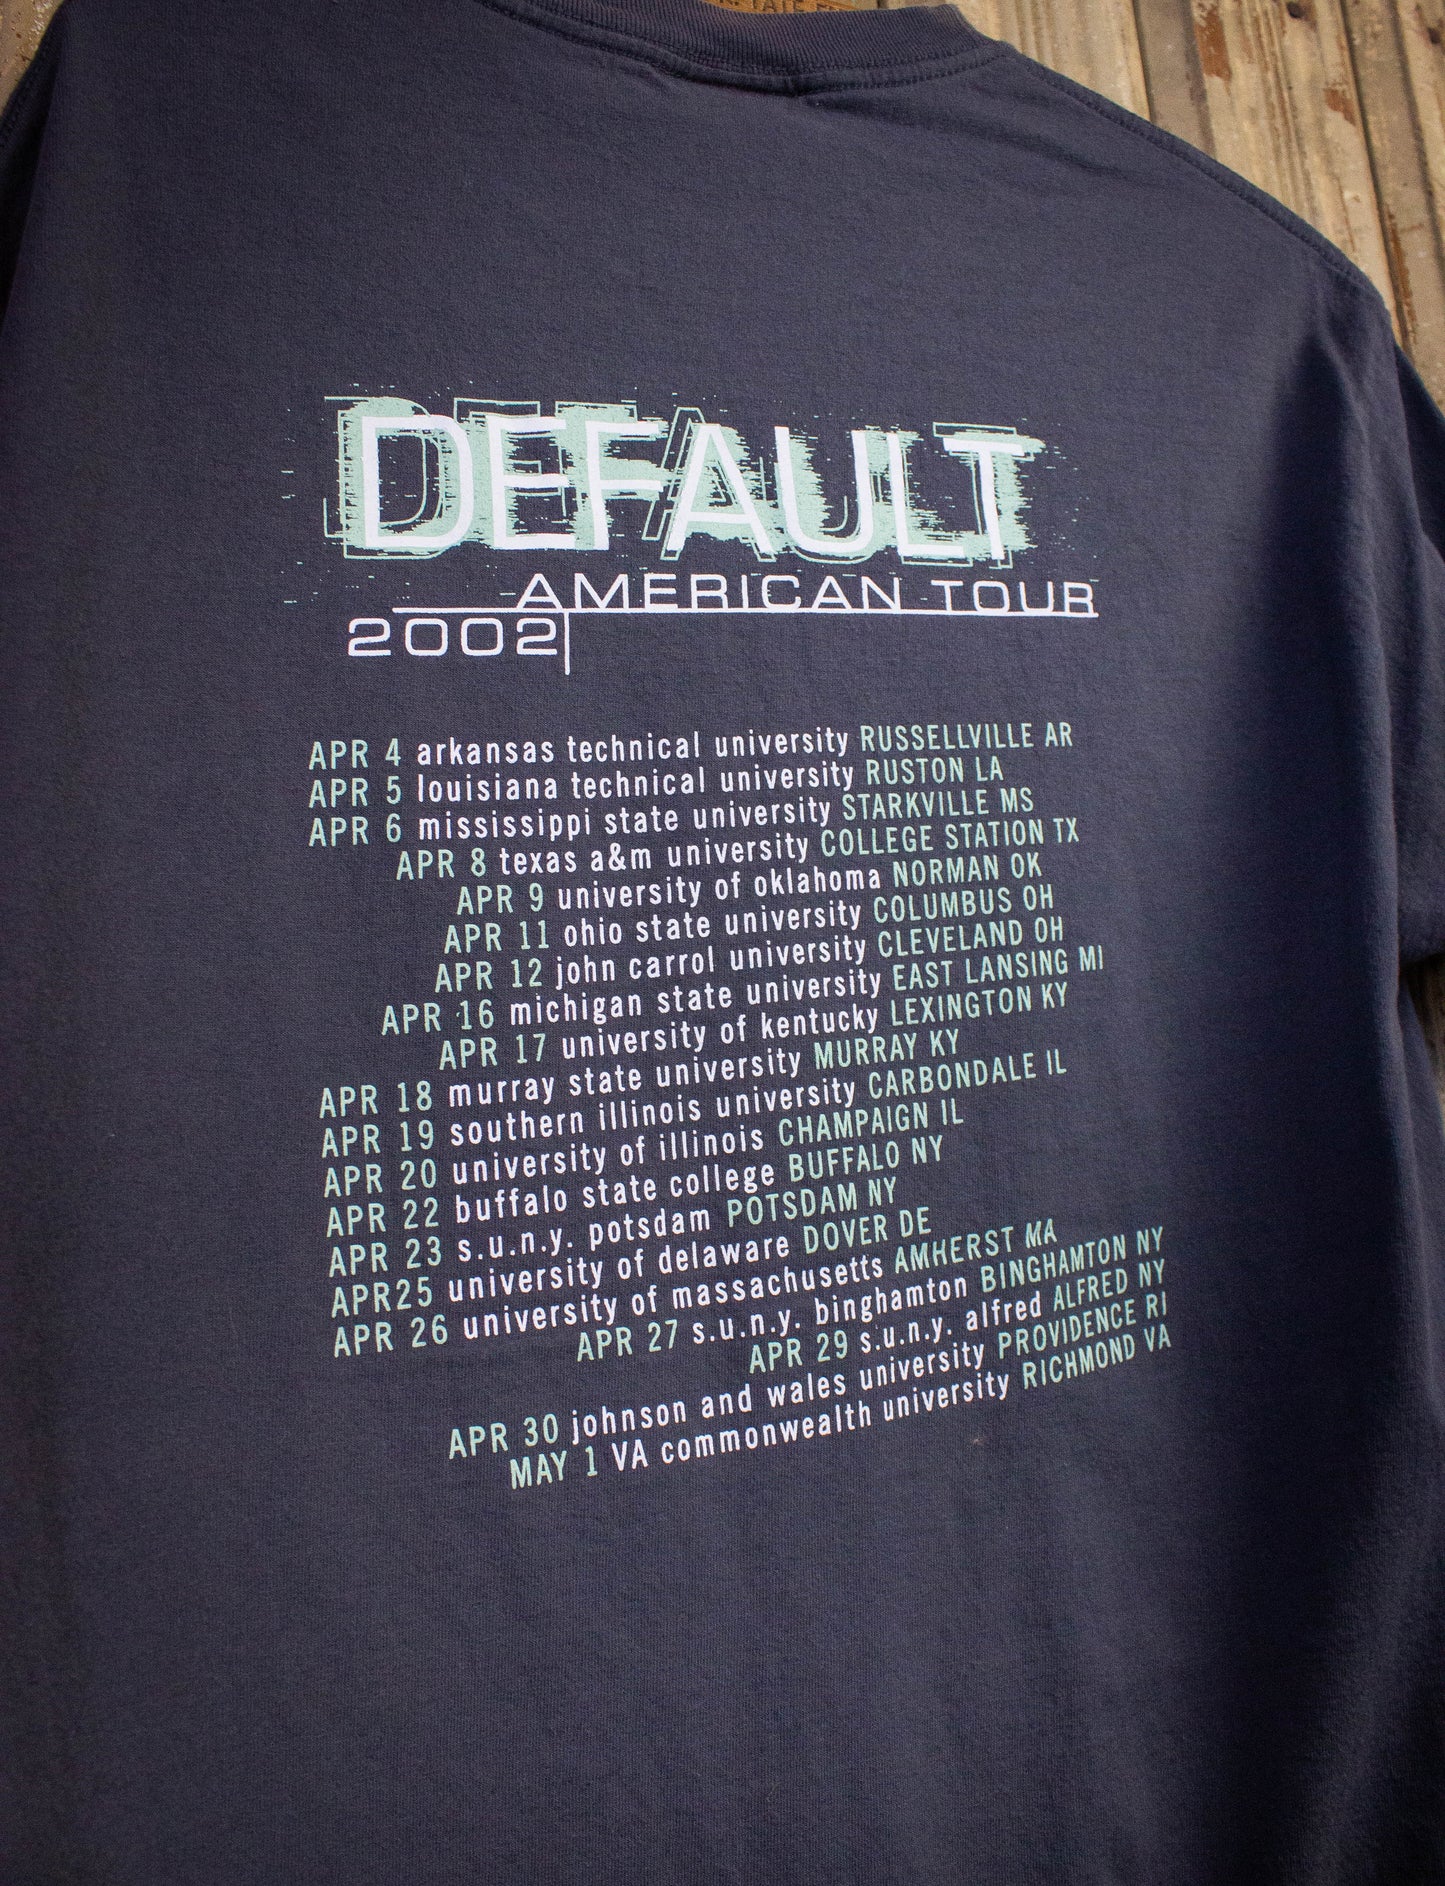 DEFAULT
AMERICAN TOUR
2002
APR 4 arkansas technical university RUSSELLVILLE AR
APR 5 louisiana technical university RUSTON LA
APR 6 mississippi state university STARKVILLE MS
APR 8 texas a&m university COLLEGE STATION TX
APR 9 university of oklahoma NORMAN OK
APR 11 ohio state university COLUMBUS OH
APR 12 john carrol university CLEVELAND OH
APR 16 michigan state university EAST LANSING MI
APR 17 university of kentucky LEXINGTON KY
APR 18 murray state university MURRAY KY
APR 19 southern illinois university CARBONDALE IL
APR 20 university of illinois CHAMPAIGN IL
APR 22 buffalo state college BUFFALO NY
APR 23 s.u.n.y. potsdam POTSDAM NY
APR25 university of delaware DOVER DE
APR 26 university of massachusetts AMHERST MA
APR 27 s.u.n.y. binghamton BINGHAMTON NY
APR 29 s.u.n.y. alfred ALFRED NY
APR 30 johnson and wales university PROVIDENCE RI
MAY 1 VA commonwealth university RICHMOND VA